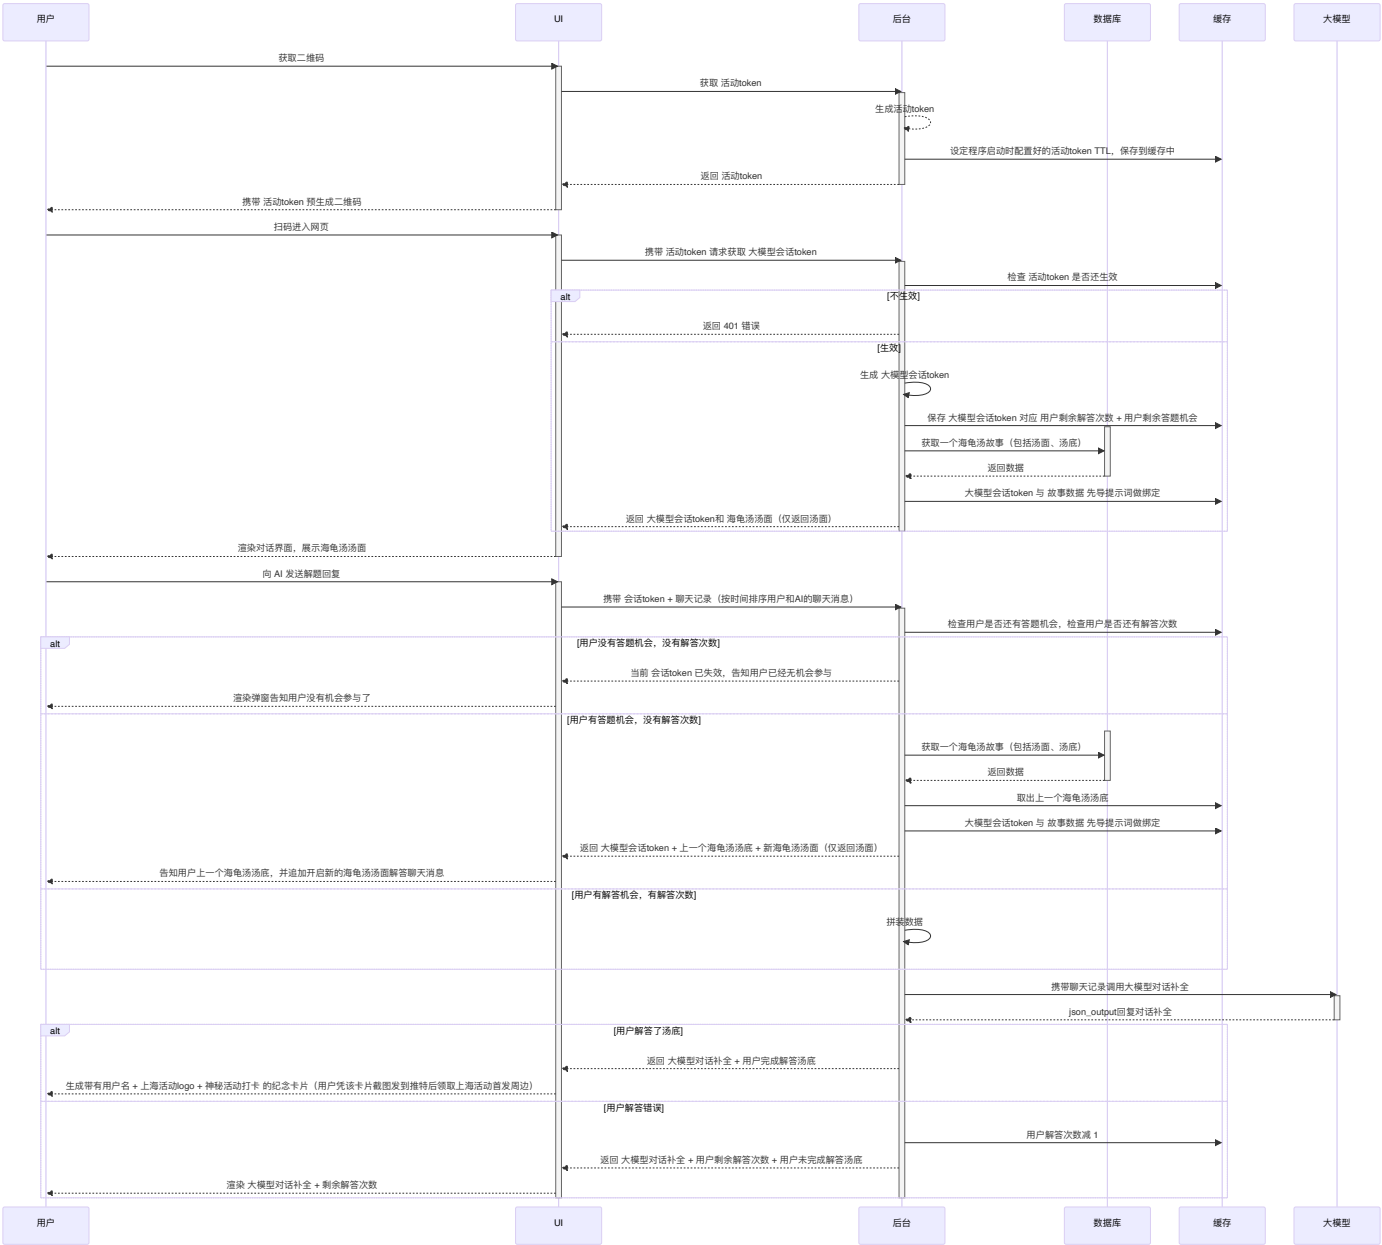 用户
UI
后台
数据库
缓存
大模型
获取二维码
获取 活动token
生成活动token
设定程序启动时配置好的活动token TTL，保存到缓存中
返回 活动token
携带 活动token 预生成二维码
扫码进入网页
携带 活动token 请求获取 大模型会话token
检查 活动token 是否还生效
alt
[不生效]
返回 401 错误
[生效]
生成 大模型会话token
保存 大模型会话token 对应 用户剩余解答次数 + 用户剩余答题机会
获取一个海龟汤故事（包括汤面、汤底）
返回数据
大模型会话token 与 故事数据 先导提示词做绑定
返回 大模型会话token和 海龟汤汤面（仅返回汤面）
渲染对话界面，展示海龟汤汤面
向 AI 发送解题回复
携带 会话token + 聊天记录（按时间排序用户和AI的聊天消息）
检查用户是否还有答题机会，检查用户是否还有解答次数
alt
[用户没有答题机会，没有解答次数]
当前 会话token 已失效，告知用户已经无机会参与
渲染弹窗告知用户没有机会参与了
[用户有答题机会，没有解答次数]
获取一个海龟汤故事（包括汤面、汤底）
返回数据
取出上一个海龟汤汤底
大模型会话token 与 故事数据 先导提示词做绑定
返回 大模型会话token + 上一个海龟汤汤底 + 新海龟汤汤面（仅返回汤面）
告知用户上一个海龟汤汤底，并追加开启新的海龟汤汤面解答聊天消息
[用户有解答机会，有解答次数]
拼装数据
携带聊天记录调用大模型对话补全
json_output回复对话补全
alt
[用户解答了汤底]
返回 大模型对话补全 + 用户完成解答汤底
生成带有用户名 + 上海活动logo + 神秘活动打卡 的纪念卡片（用户凭该卡片截图发到推特后领取上海活动首发周边）
[用户解答错误]
用户解答次数减 1
返回 大模型对话补全 + 用户剩余解答次数 + 用户未完成解答汤底
渲染 大模型对话补全 + 剩余解答次数
用户
UI
后台
数据库
缓存
大模型